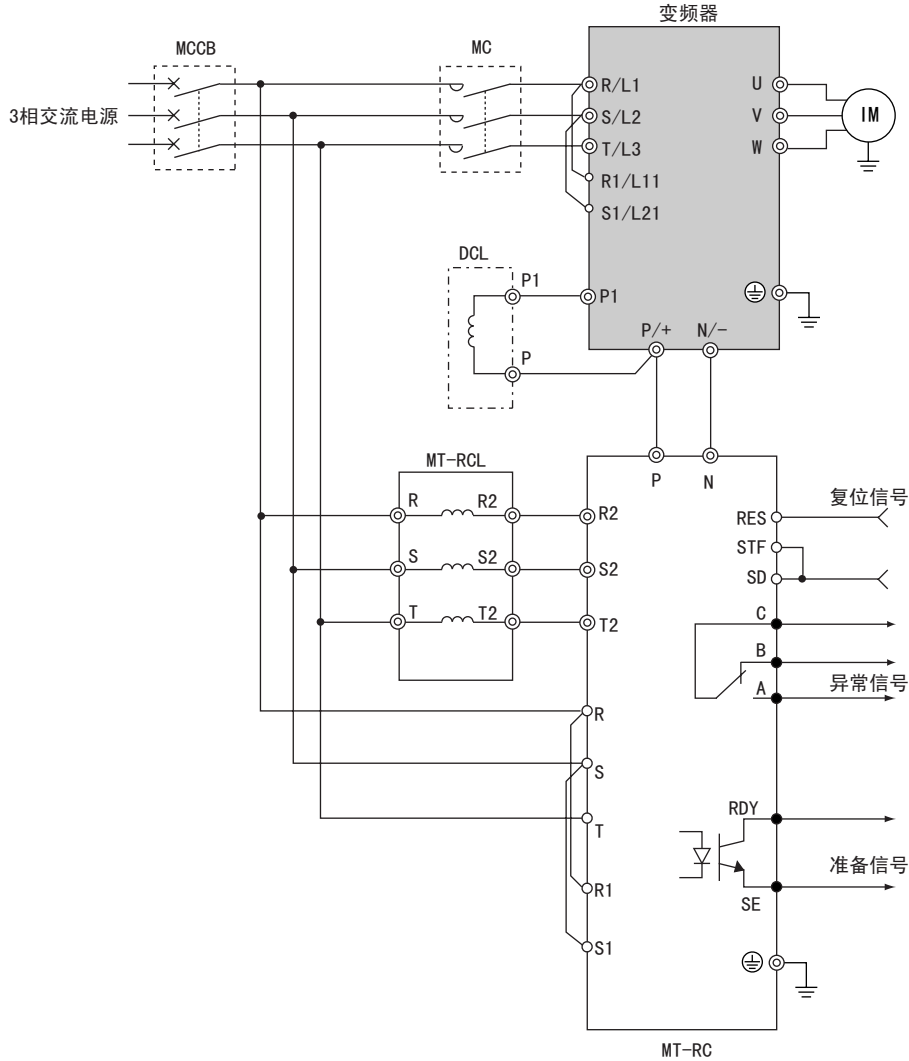 变频器
MCCB
MC
3相交流电源
R/L1
S/L2
T/L3
R1/L11
S1/L21
U
V
W
IM
DCL
P1
P
P1
P/+
N/-
MT-RCL
R
R2
S
S2
T
T2
P
N
R2
S2
T2
R
S
T
R1
S1
RES
STF
SD
C
B
A
RDY
SE
复位信号
异常信号
准备信号
MT-RC